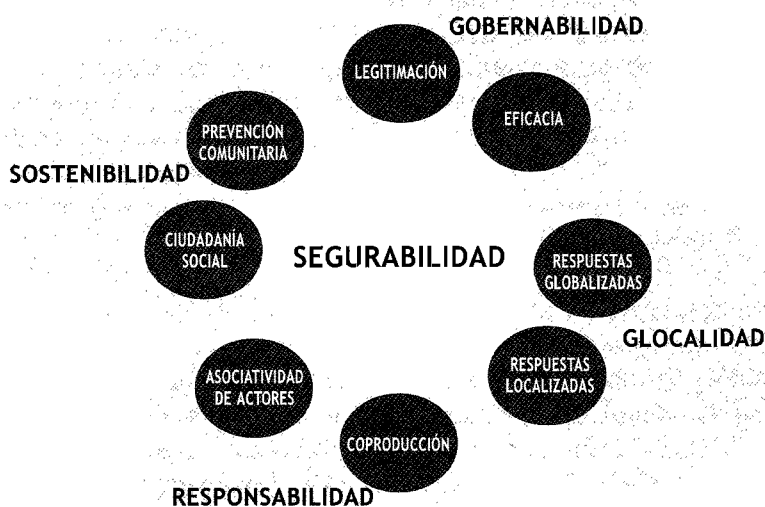 GOBERNABILIDAD
LEGITIMACIÓN
EFICACIA
PREVENCIÓN
COMUNITARIA
SOSTENIBILIDAD
CIUDADANÍA
SOCIAL
SEGURABILIDAD
RESPUESTAS
GLOBALIZADAS
GLOCALIDAD
RESPUESTAS
LOCALIZADAS
ASOCIATIVIDAD
DE ACTORES
COPRODUCCIÓN
RESPONSABILIDAD